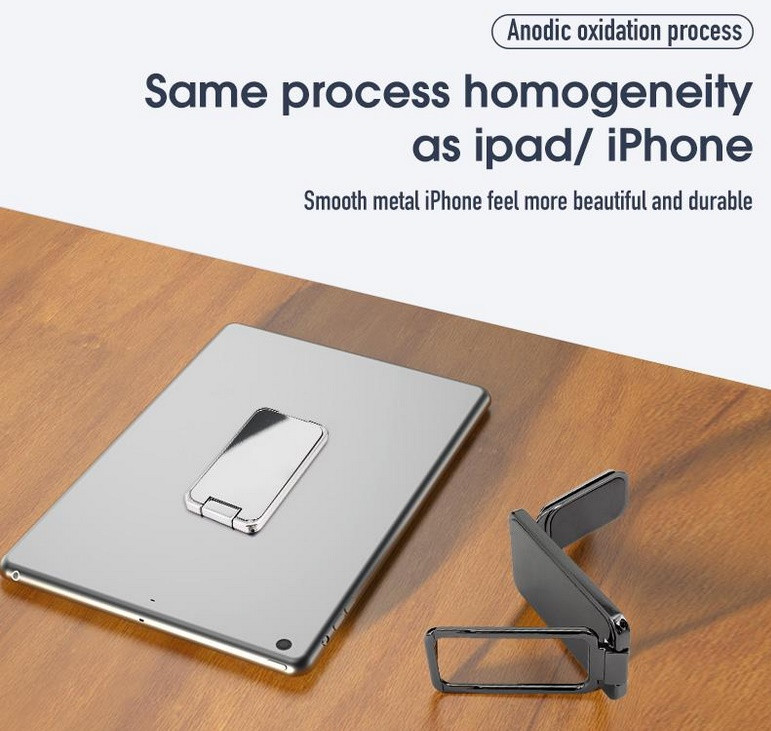 Anodic oxidation process
Same process homogeneity
as ipad/ iPhone
Smooth metal iPhone feel more beautiful and durable